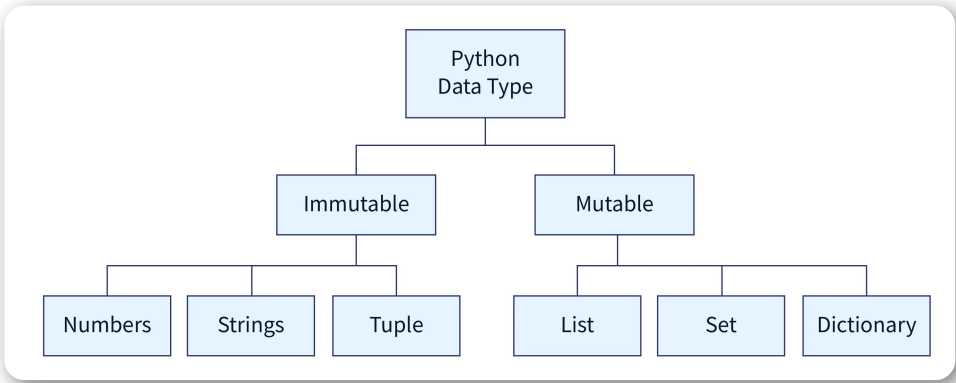 Python
Data Type
Immutable
Mutable
Numbers
Strings
Tuple
List
Set
Dictionary